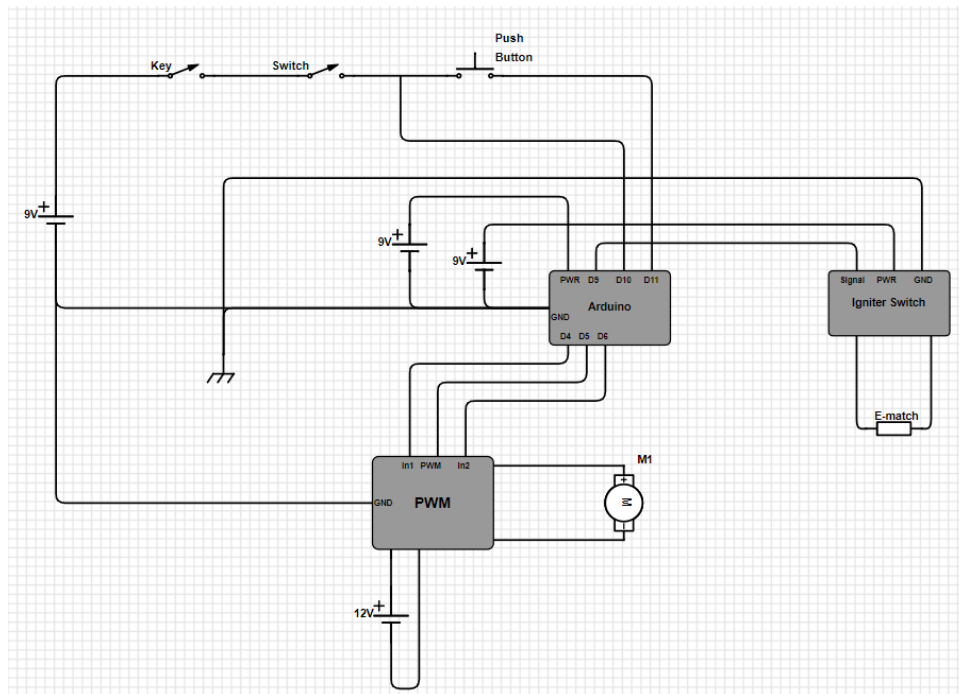 Push
Button
Key
Switch
9V
9V
9V
PWR D9 D10 D11
Arduino
GND
D4 D5 D6
Signal PWR GND
Igniter Switch
E-match
In1 PWM In2
GND
PWM
M1
M
12V